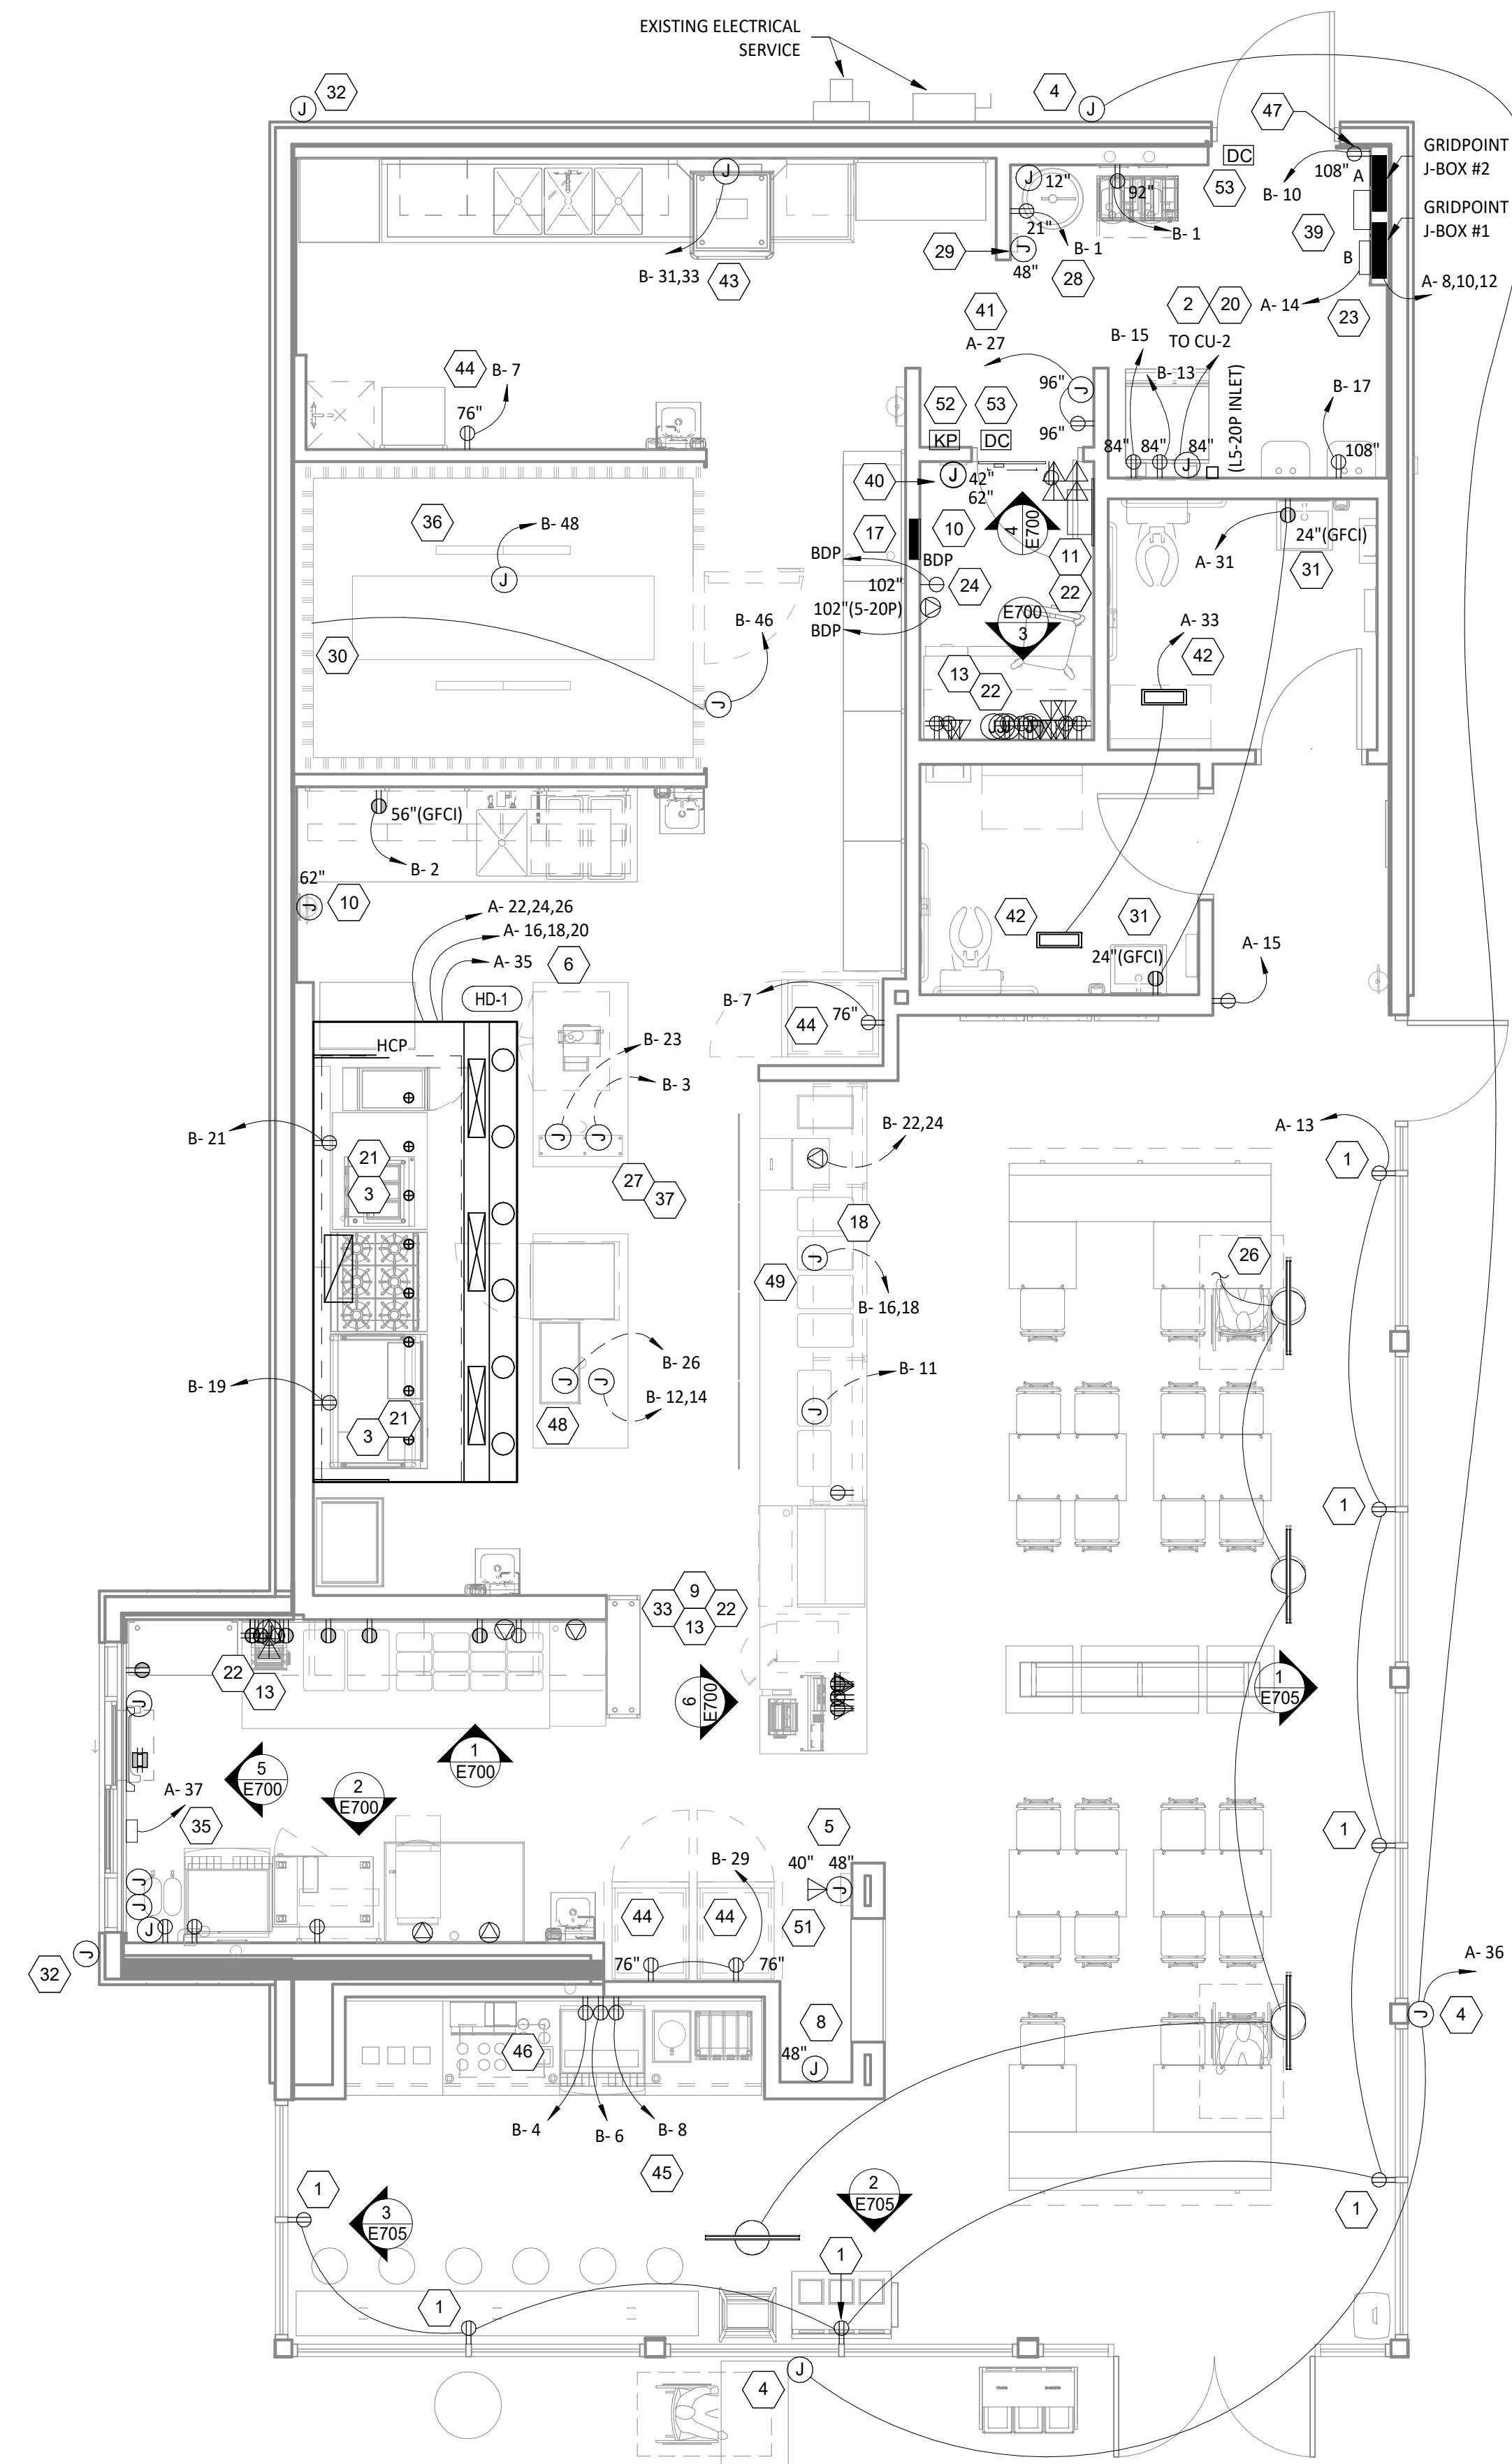 EXISTING ELECTRICAL
SERVICE
32
J
4
J
47
GRIDPOINT
J-BOX #2
108"
A
B- 10
DC
53
J
J
12"
92"
GRIDPOINT
J-BOX #1
39
21"
B- 1
B- 1
29
J
48"
28
B
B- 31,33
43
A- 8,10,12
A- 14
23
2
20
41
A- 27
B- 15
TO CU-2
B- 13
(L5-20P INLET)
B- 17
44
B- 7
76"
96"
J
96"
52
53
KP
DC
84"
84"
84"
J
108"
40
J
42"
62"
36
B- 48
J
17
10
4
E700
BDP
BDP
11
22
24"(GFCI)
A- 31
31
102"
24
102"(5-20P)
BDP
E700
3
B- 46
30
A- 33
42
13
22
J
56"(GFCI)
B- 2
62"
J
10
A- 22,24,26
A- 16,18,20
A- 35
6
HD-1
42
31
24"(GFCI)
A- 15
B- 7
44
76"
HCP
B- 23
B- 3
B- 21
J
J
B- 22,24
A- 13
1
21
3
27
37
18
J
49
26
B- 16,18
B- 26
J
J
B- 12,14
B- 11
J
B- 19
21
3
48
1
9
33
22
13
22
13
6
E700
1
E705
J
5
E700
1
E700
2
E700
A- 37
35
5
1
B- 29
40"
48"
J
44
44
51
J
J
J
76"
76"
J
32
A- 36
J
4
8
46
48"
J
B- 4
B- 6
B- 8
45
1
3
E705
2
E705
1
1
1
J
4